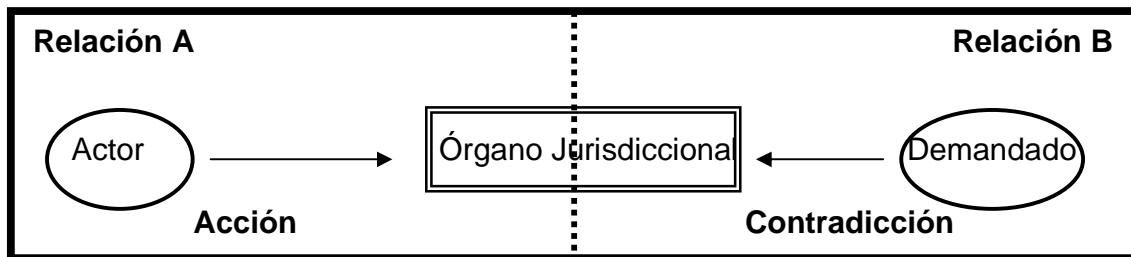 Relación A
Relación B
Actor
Órgano Jurisdiccional
Demandado
Acción
Contradicción